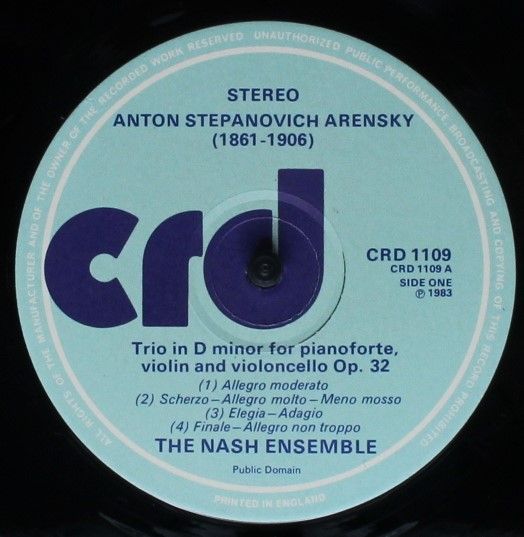 ALL RIGHTS OF THE MANUFACTURER AND OF THE OWNER OF THE RECORDED WORK RESERVED UNAUTHORIZED PUBLIC PERFORMANCE, BROADCASTING AND COPYING OF THIS RECORD PROHIBITED
STEREO
ANTON STEPANOVICH ARENSKY
(1861-1906)
crd
CRD 1109
CRD 1109 A
SIDE ONE
℗ 1983
Trio in D minor for pianoforte,
violin and violoncello Op. 32
(1) Allegro moderato
(2) Scherzo – Allegro molto – Meno mosso
(3) Elegia – Adagio
(4) Finale – Allegro non troppo
THE NASH ENSEMBLE
Public Domain
PRINTED IN ENGLAND